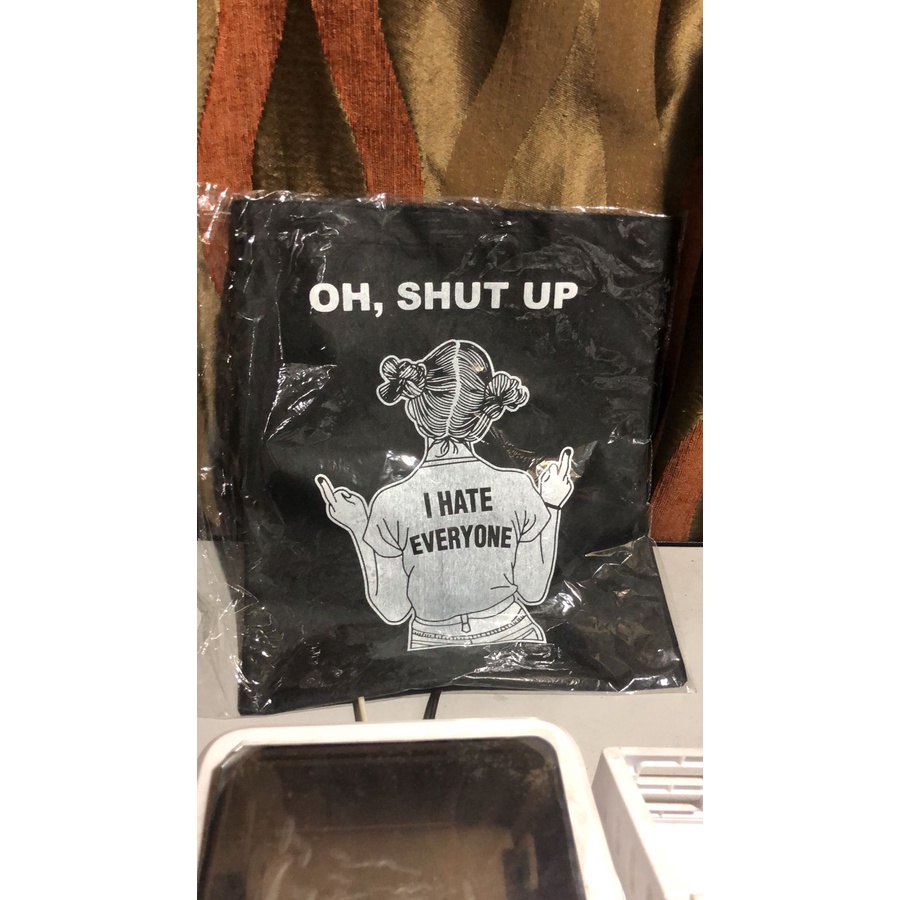 OH, SHUT UP
I HATE
EVERYONE